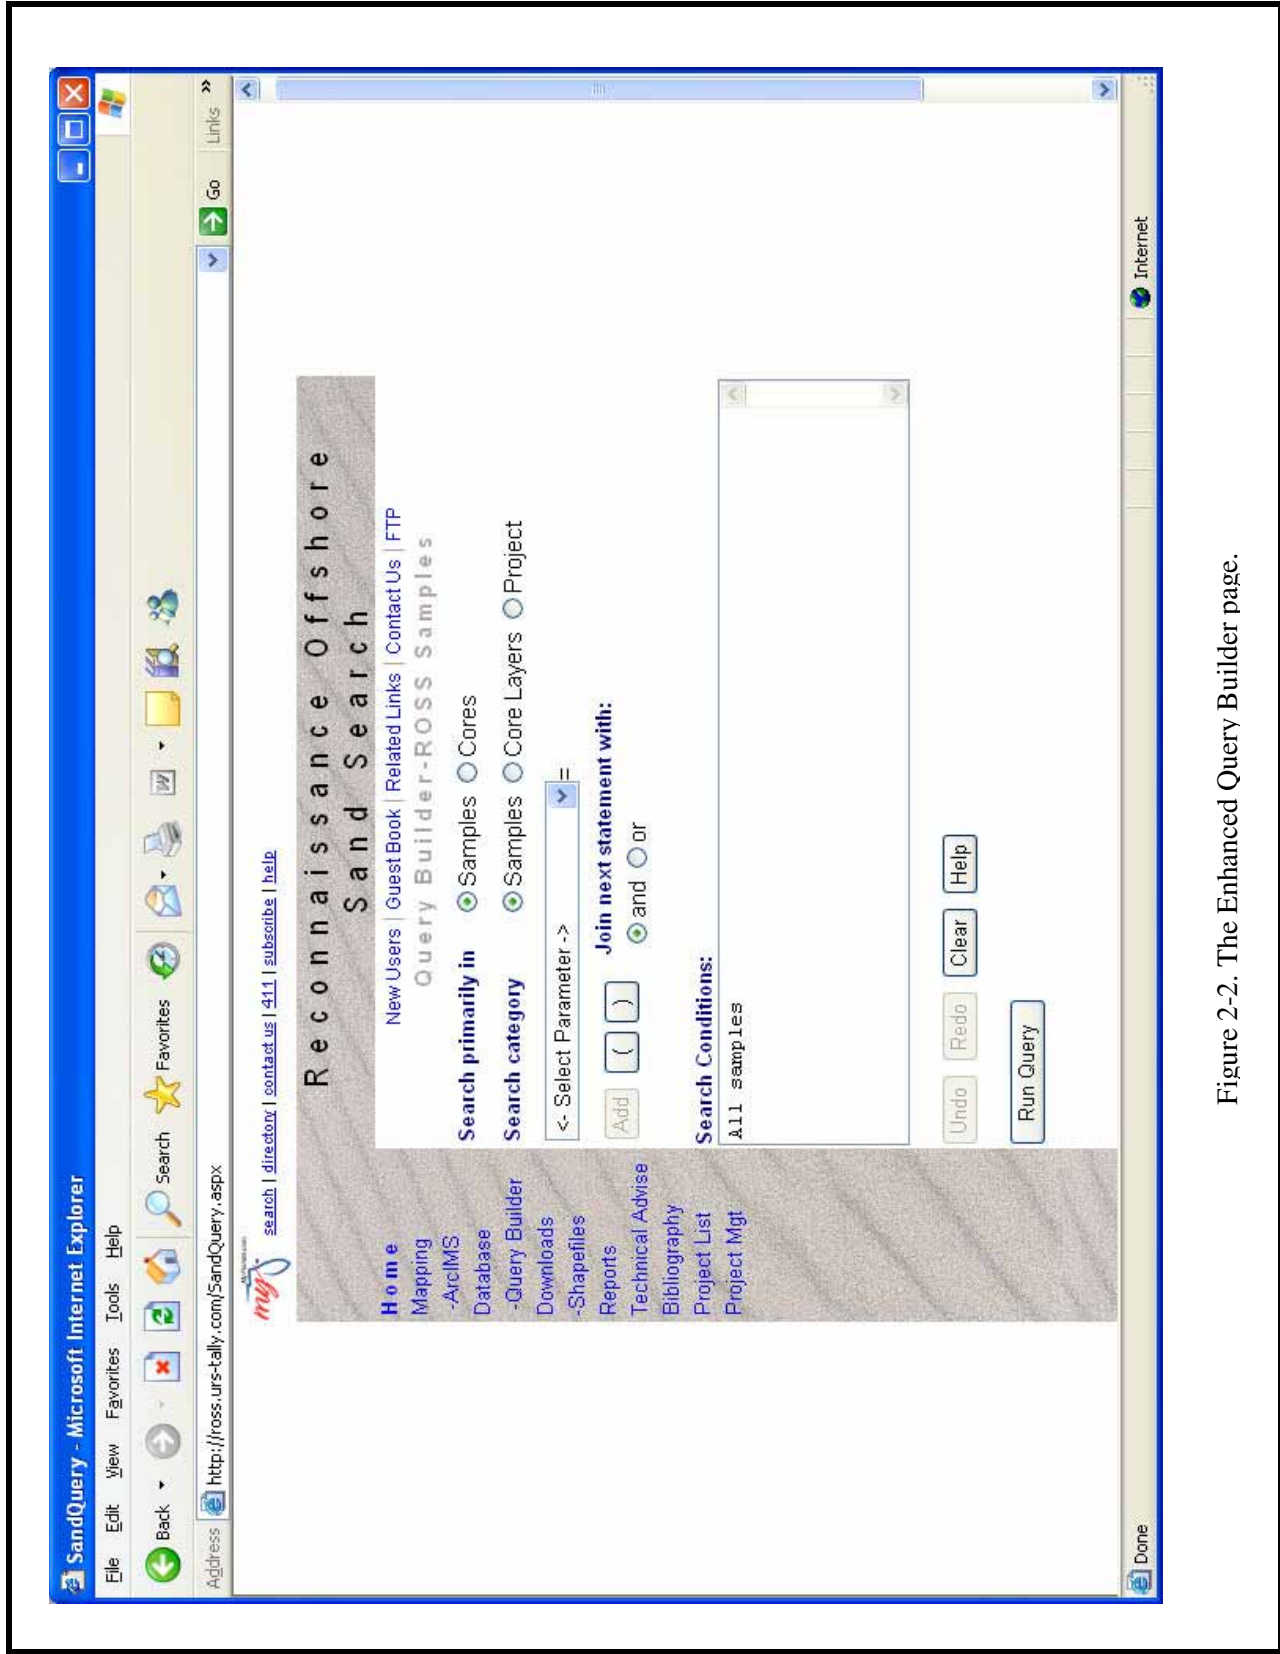 SandQuery - Microsoft Internet Explorer
File Edit View Favorites Tools Help
Back Search Favorites
Address http://ross.urs-tally.com/SandQuery.aspx Go Links »
search | directory | contact us | 411 | subscribe | help
Reconnaissance Offshore
Sand Search
Home
Mapping
-ArcIMS
Database
-Query Builder
Downloads
-Shapefiles
Reports
Technical Advise
Bibliography
Project List
Project Mgt
New Users | Guest Book | Related Links | Contact Us | FTP
Query Builder-ROSS Samples
Search primarily in Samples Cores
Search category Samples Core Layers Project
<- Select Parameter -> =
Add ( ) Join next statement with:
and or
Search Conditions:
All samples
Undo Redo Clear Help
Run Query
Done Internet
Figure 2-2. The Enhanced Query Builder page.